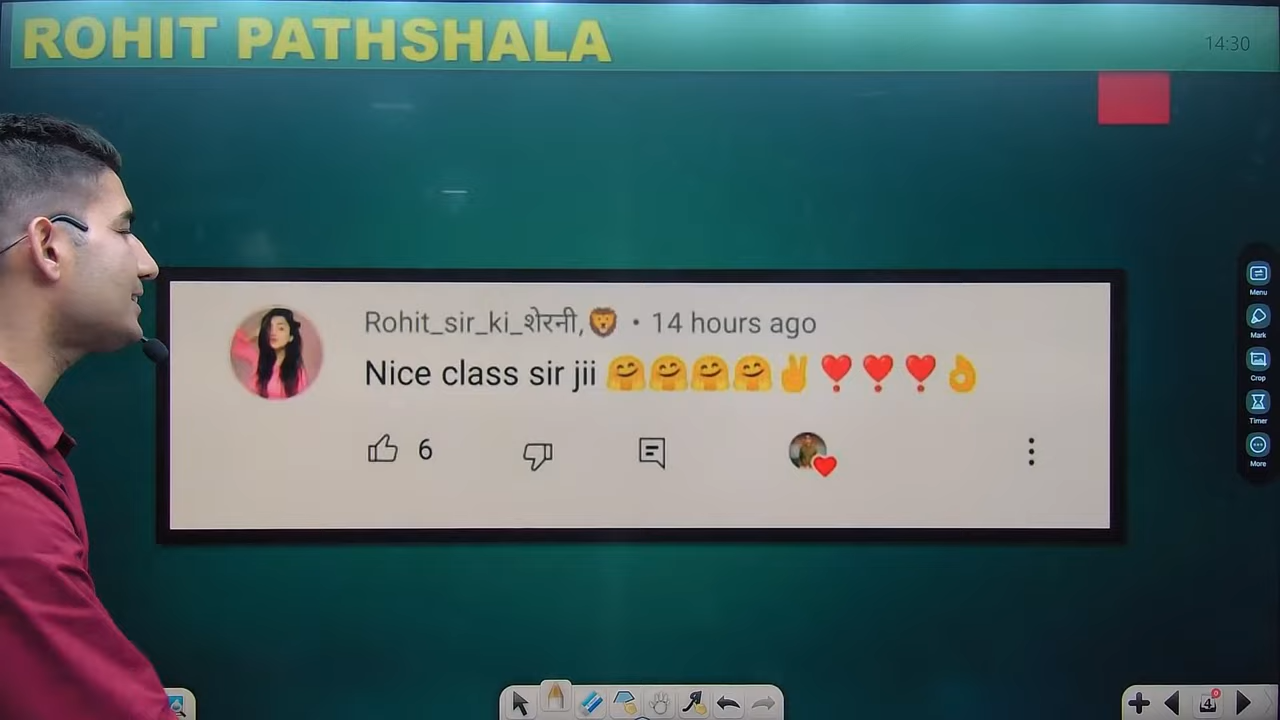 ROHIT PATHSHALA
14:30
Rohit_sir_ki_शेरनी,🦁 • 14 hours ago
Nice class sir jii 🤗🤗🤗🤗✌️❣️❣️❣️👌
6
Menu
Mark
Crop
Timer
More
4